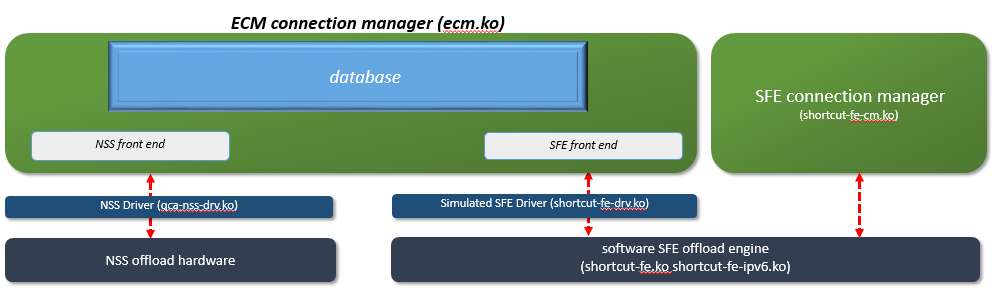 ECM connection manager (ecm.ko)
database
NSS front end
SFE front end
SFE connection manager
(shortcut-fe-cm.ko)
NSS Driver (qca-nss-drv.ko)
Simulated SFE Driver (shortcut-fe-drv.ko)
NSS offload hardware
software SFE offload engine
(shortcut-fe.ko shortcut-fe-ipv6.ko)